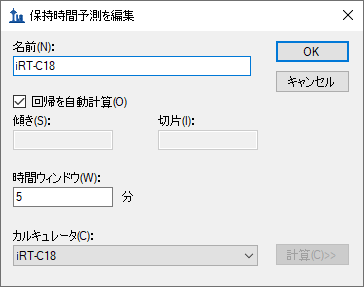 保持時間予測を編集
名前(N):
OK
iRT-C18
キャンセル
回帰を自動計算(O)
傾き(S):
切片(I):
時間ウィンドウ(W):
5 分
カルキュレータ(C):
iRT-C18
計算(C)>>